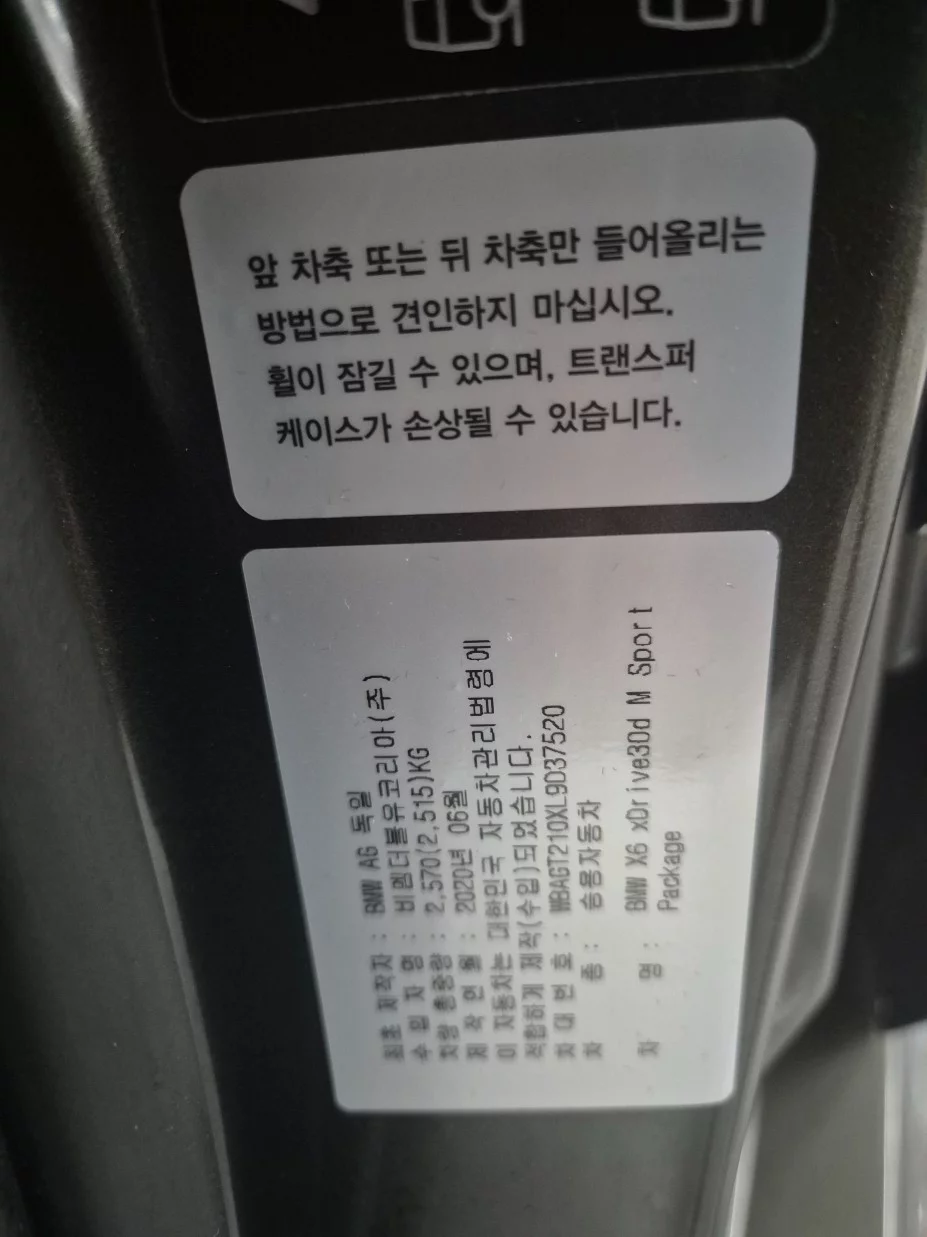 앞 차축 또는 뒤 차축만 들어올리는
방법으로 견인하지 마십시오.
휠이 잠길 수 있으며, 트랜스퍼
케이스가 손상될 수 있습니다.
최초 제작자 : BMW AG 독일
수 입 자 명 : 비엠더블유코리아(주)
차량 총중량 : 2,570(2,515)KG
제 작 연 월 : 2020년 06월
이 자동차는 대한민국 자동차관리법령에
적합하게 제작(수입)되었습니다.
차 대 번 호 : WBAGT210XL9D37520
차 종 : 승용자동차
차 명 : BMW X6 xDrive30d M Sport
Package